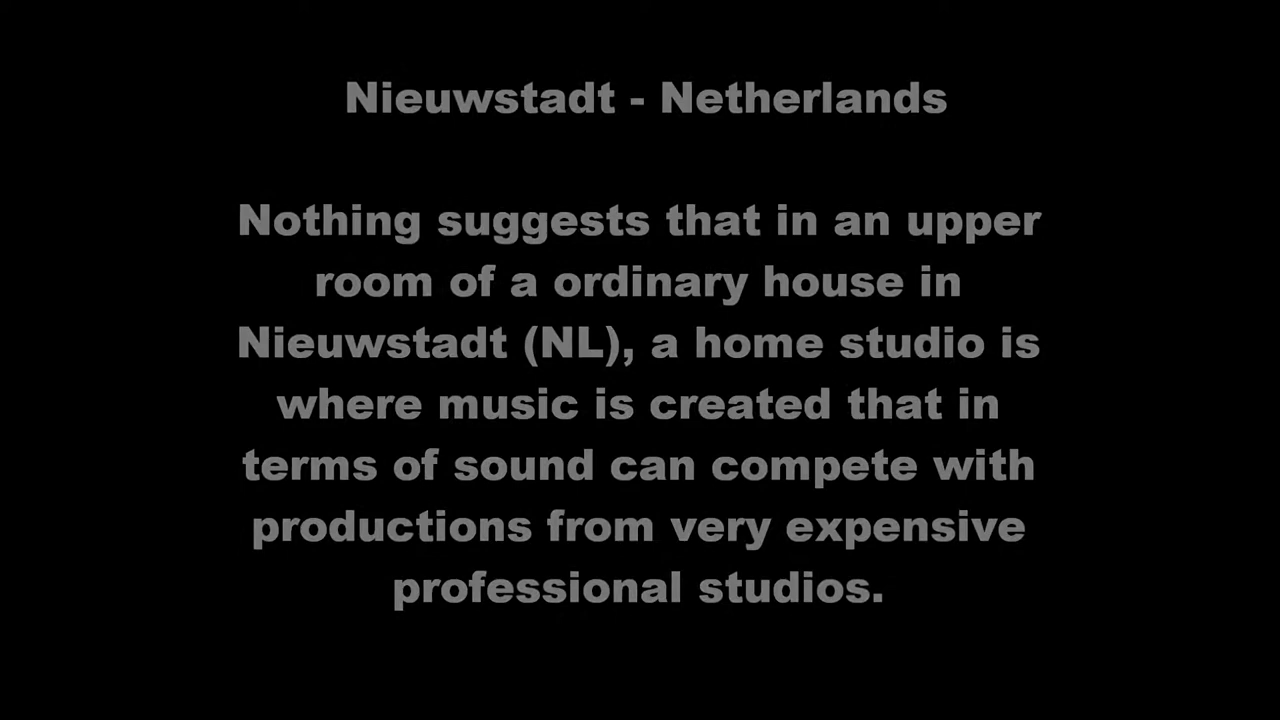 Nieuwstadt - Netherlands
Nothing suggests that in an upper
room of a ordinary house in
Nieuwstadt (NL), a home studio is
where music is created that in
terms of sound can compete with
productions from very expensive
professional studios.